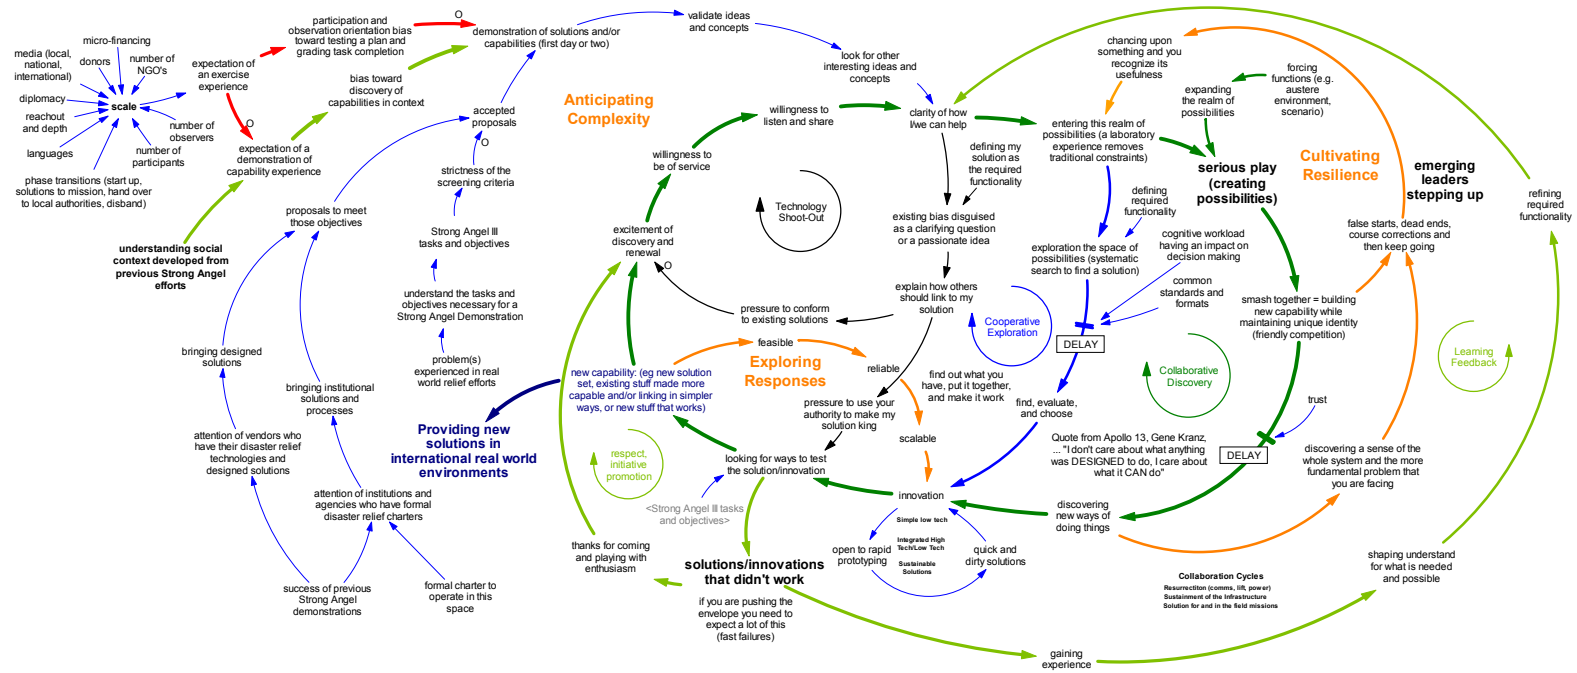 participation and
observation orientation bias
toward testing a plan and
grading task completion
O
demonstration of solutions and/or
capabilities (first day or two)
validate ideas
and concepts
look for other
interesting ideas and
concepts
micro-financing
media (local,
national,
international)
donors
number of
NGO's
diplomacy
scale
reachout
and depth
languages
number of
observers
number of
participants
phase transitions (start up,
solutions to mission, hand over
to local authorities, disband)
expectation of
an exercise
experience
O
bias toward
discovery of
capabilities in context
expectation of a
demonstration of
capability experience
understanding social
context developed from
previous Strong Angel
efforts
accepted
proposals
O
strictness of the
screening criteria
proposals to meet
those objectives
Strong Angel III
tasks and objectives
understand the tasks and
objectives necessary for a
Strong Angel Demonstration
problem(s)
experienced in real
world relief efforts
bringing designed
solutions
bringing institutional
solutions and
processes
attention of vendors who
have their disaster relief
technologies and
designed solutions
attention of institutions and
agencies who have formal
disaster relief charters
success of previous
Strong Angel
demonstrations
formal charter to
operate in this
space
Anticipating
Complexity
willingness to
listen and share
willingness to
be of service
excitement of
discovery and
renewal
O
Technology
Shoot-Out
clarity of how
I/we can help
defining my
solution as
the required
functionality
existing bias disguised
as a clarifying question
or a passionate idea
explain how others
should link to my
solution
pressure to conform
to existing solutions
feasible
Exploring
Responses
reliable
new capability: (eg new solution
set, existing stuff made more
capable and/or linking in simpler
ways, or new stuff that works)
Providing new
solutions in
international real world
environments
pressure to use your
authority to make my
solution king
scalable
respect,
initiative
promotion
looking for ways to test
the solution/innovation
<Strong Angel III tasks
and objectives>
innovation
Simple low tech
Integrated High
Tech/Low Tech
Sustainable
Solutions
open to rapid
prototyping
quick and
dirty solutions
thanks for coming
and playing with
enthusiasm
solutions/innovations
that didn't work
if you are pushing the
envelope you need to
expect a lot of this
(fast failures)
gaining
experience
chancing upon
something and you
recognize its
usefulness
forcing
functions (e.g.
austere
environment,
scenario)
expanding
the realm of
possibilities
entering this realm of
possibilities (a laboratory
experience removes
traditional constraints)
serious play
(creating
possibilities)
Cultivating
Resilience
emerging
leaders
stepping up
refining
required
functionality
defining
required
functionality
exploration the space of
possibilities (systematic
search to find a solution)
cognitive workload
having an impact on
decision making
common
standards and
formats
false starts, dead ends,
course corrections and
then keep going
smash together = building
new capability while
maintaining unique identity
(friendly competition)
Cooperative
Exploration
DELAY
Collaborative
Discovery
Learning
Feedback
find out what you
have, put it together,
and make it work
find, evaluate,
and choose
trust
Quote from Apollo 13, Gene Kranz,
... "I don't care about what anything
was DESIGNED to do, I care about
what it CAN do"
DELAY
discovering a sense of the
whole system and the more
fundamental problem that
you are facing
discovering
new ways of
doing things
shaping understand
for what is needed
and possible
Collaboration Cycles
Resurrectiton (comms, lift, power)
Sustainment of the Infrastructure
Solution for and in the field missions